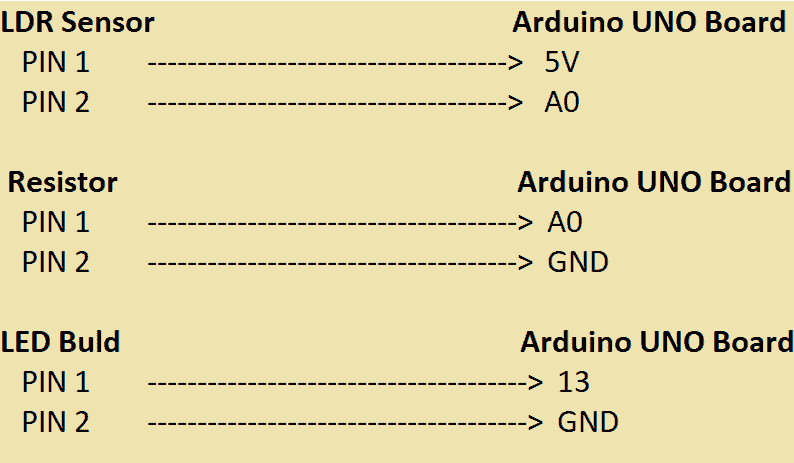 LDR Sensor Arduino UNO Board
PIN 1 ------------------------------------> 5V
PIN 2 ------------------------------------> A0
Resistor Arduino UNO Board
PIN 1 -------------------------------------> A0
PIN 2 -------------------------------------> GND
LED Buld Arduino UNO Board
PIN 1 --------------------------------------> 13
PIN 2 --------------------------------------> GND